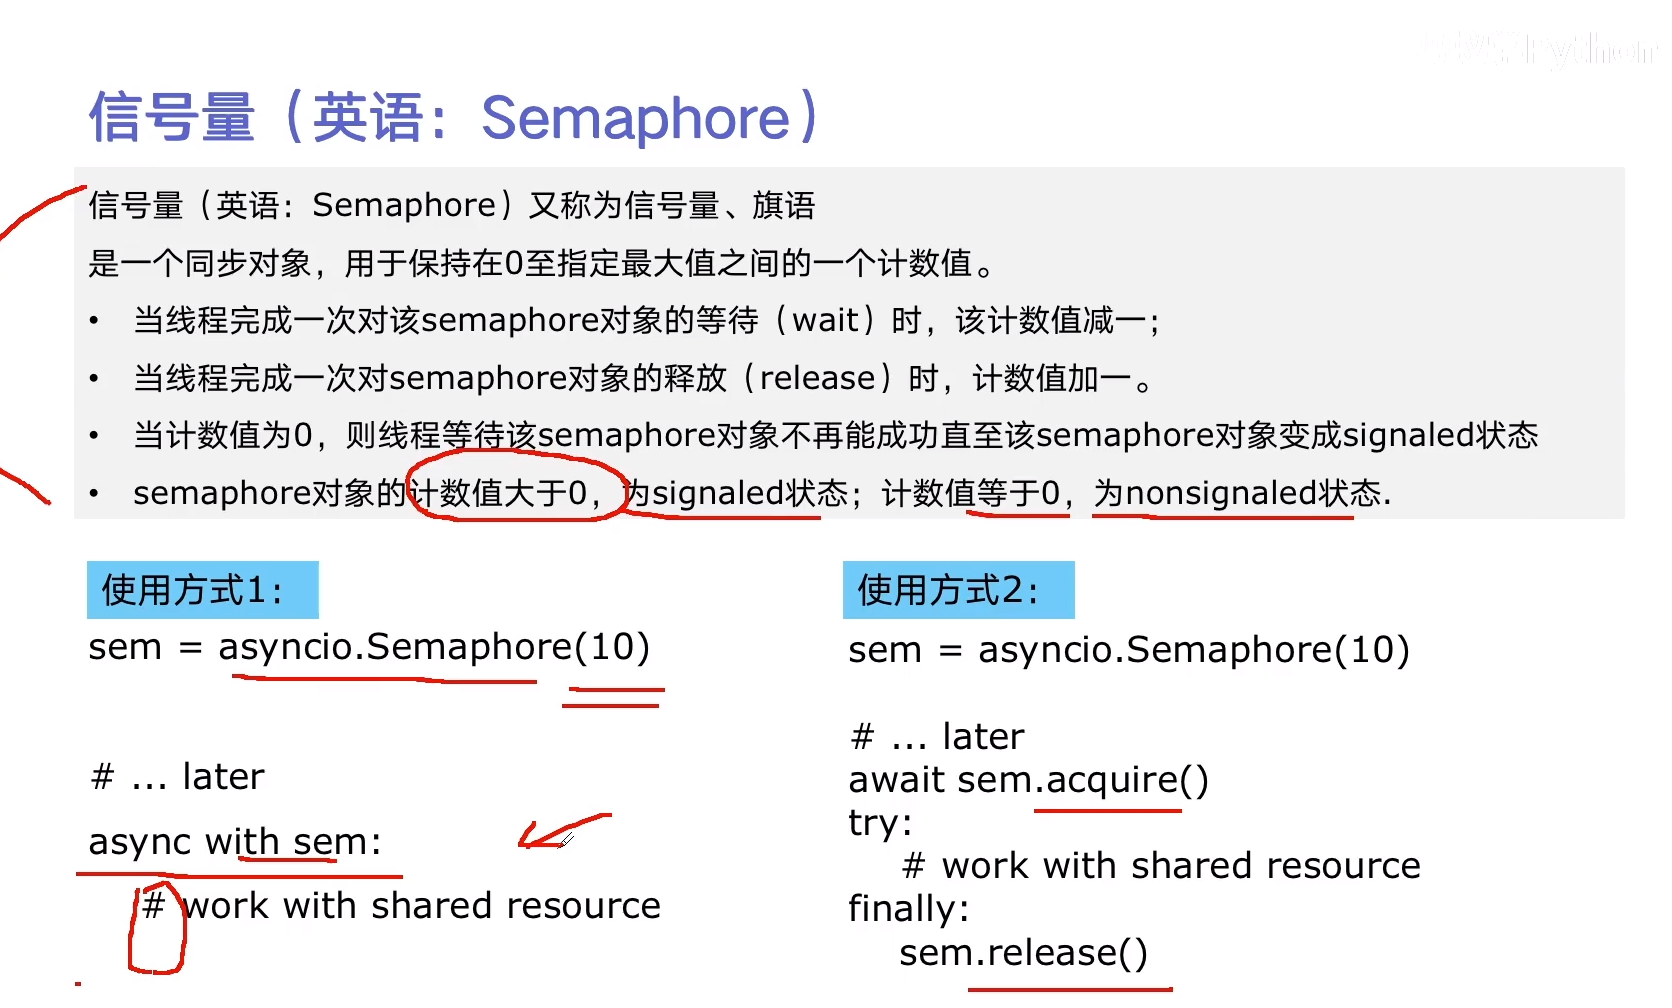 Python
信号量（英语：Semaphore）
信号量（英语：Semaphore）又称为信号量、旗语
是一个同步对象，用于保持在0至指定最大值之间的一个计数值。
• 当线程完成一次对该semaphore对象的等待（wait）时，该计数值减一；
• 当线程完成一次对semaphore对象的释放（release）时，计数值加一。
• 当计数值为0，则线程等待该semaphore对象不再能成功直至该semaphore对象变成signaled状态
• semaphore对象的计数值大于0，为signaled状态；计数值等于0，为nonsignaled状态.
使用方式1：
sem = asyncio.Semaphore(10)
# ... later
async with sem:
# work with shared resource
使用方式2：
sem = asyncio.Semaphore(10)
# ... later
await sem.acquire()
try:
# work with shared resource
finally:
sem.release()